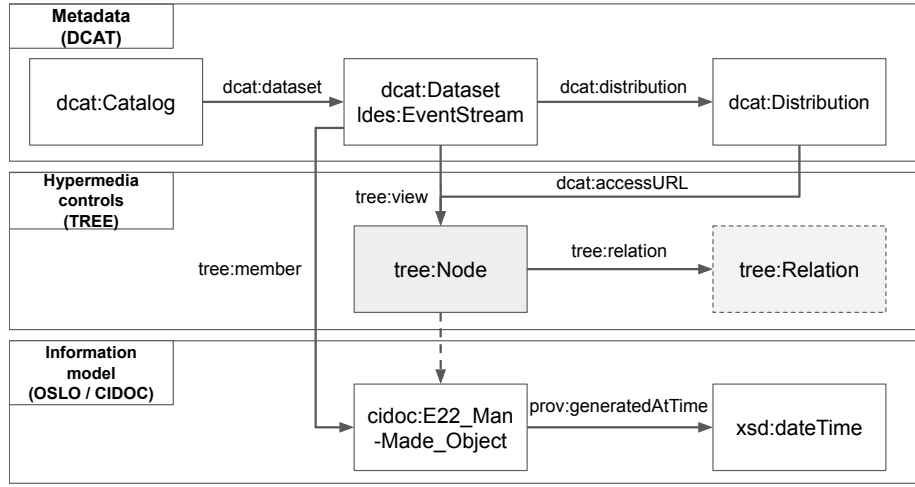 Metadata
(DCAT)
dcat:Catalog
dcat:dataset
dcat:Dataset
ldes:EventStream
dcat:distribution
dcat:Distribution
Hypermedia
controls
(TREE)
dcat:accessURL
tree:view
tree:member
tree:Node
tree:relation
tree:Relation
Information
model
(OSLO / CIDOC)
cidoc:E22_Man
-Made_Object
prov:generatedAtTime
xsd:dateTime